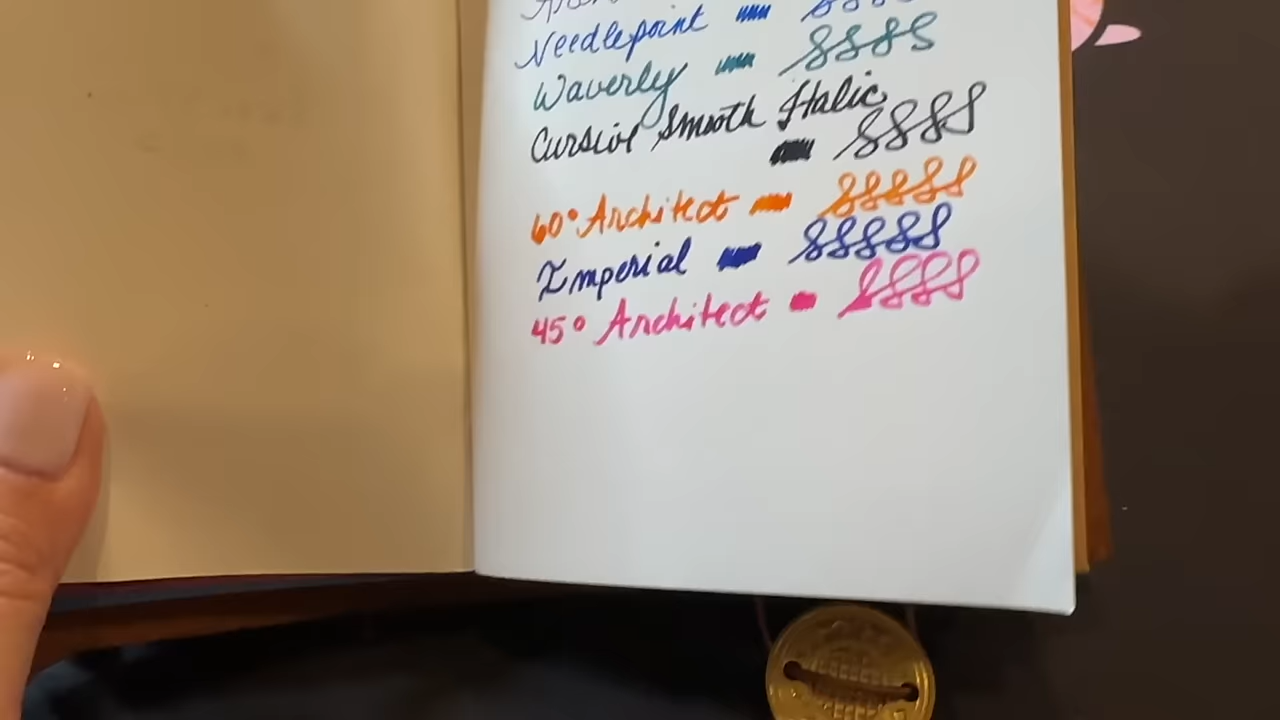 Needlepoint
Waverly
Cursive Smooth Italic
60° Architect
Imperial
45° Architect